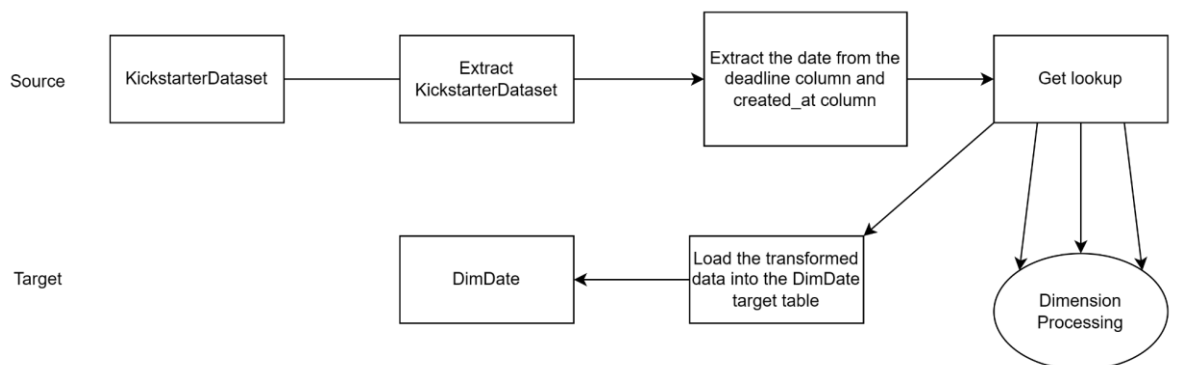 Source
KickstarterDataset
Extract
KickstarterDataset
Extract the date from the
deadline column and
created_at column
Get lookup
Target
DimDate
Load the transformed
data into the DimDate
target table
Dimension
Processing